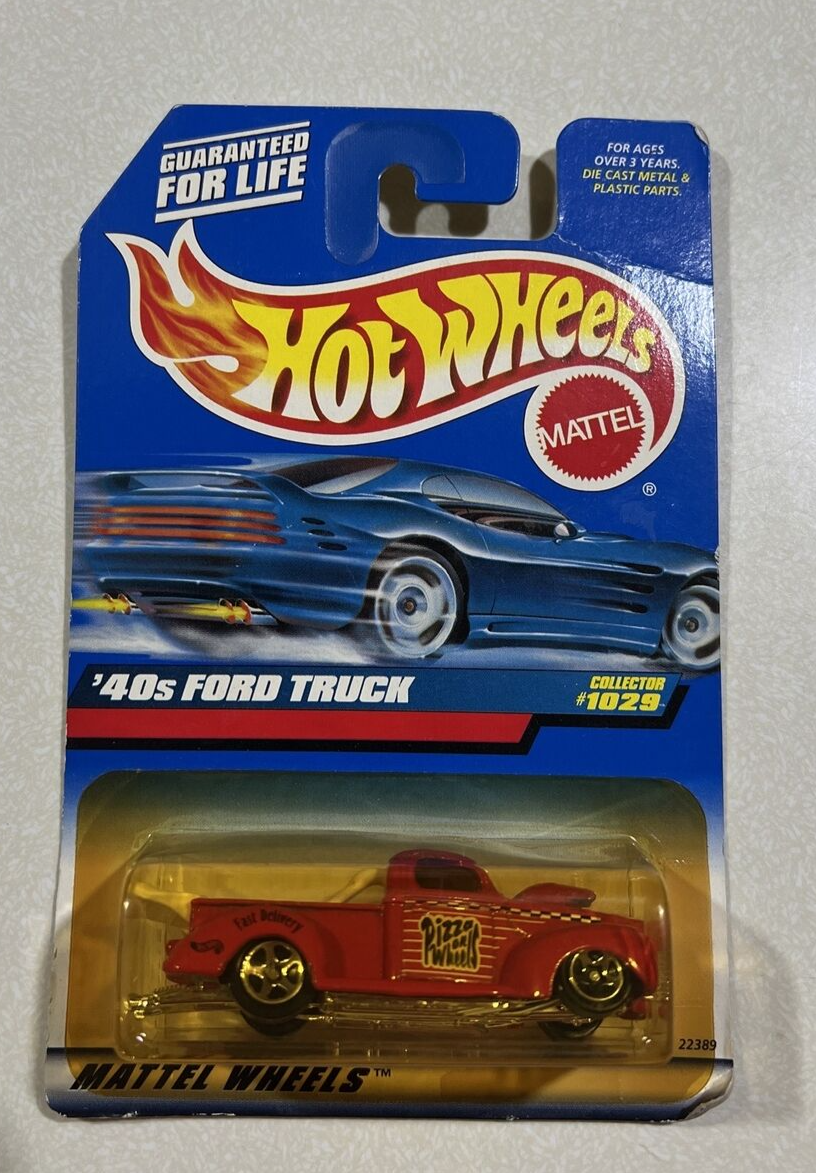 GUARANTEED
FOR LIFE
FOR AGES
OVER 3 YEARS.
DIE CAST METAL &
PLASTIC PARTS.
HOT WHEELS
MATTEL
®
'40s FORD TRUCK
COLLECTOR
#1029
Fast Delivery
Pizza
on
Wheels
22389
MATTEL WHEELS™